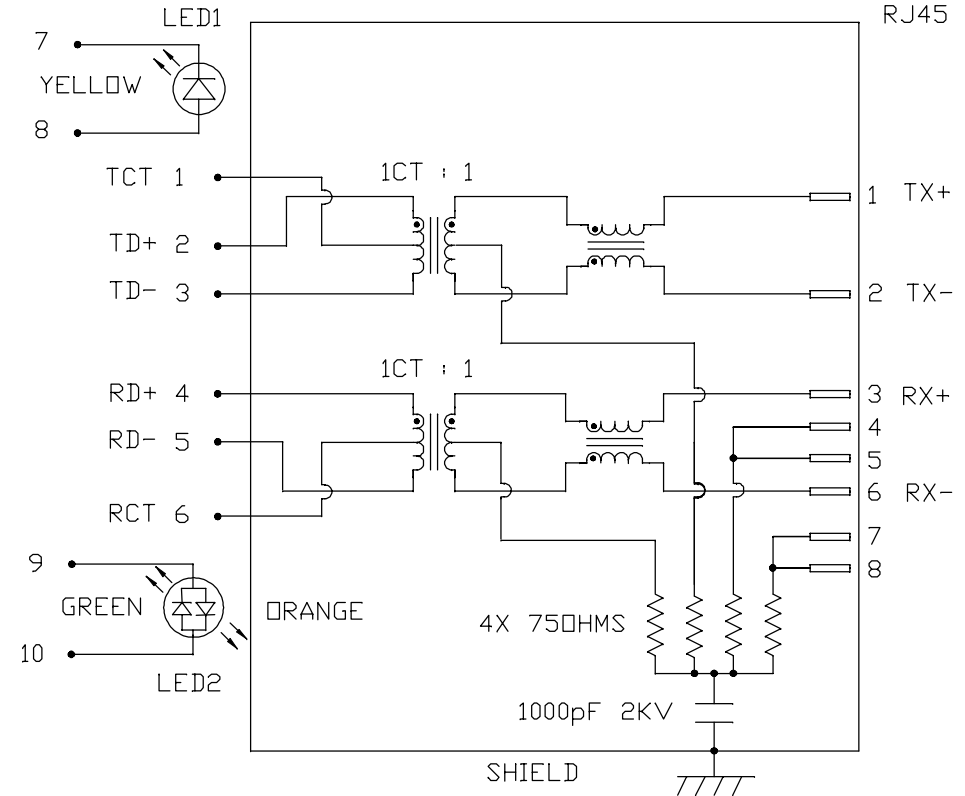 LED1
RJ45
7
YELLOW
8
TCT 1
1CT : 1
1 TX+
TD+ 2
TD- 3
2 TX-
1CT : 1
RD+ 4
3 RX+
4
RD- 5
5
6 RX-
RCT 6
7
8
9
GREEN
ORANGE
4X 75OHMS
10
LED2
1000pF 2KV
SHIELD